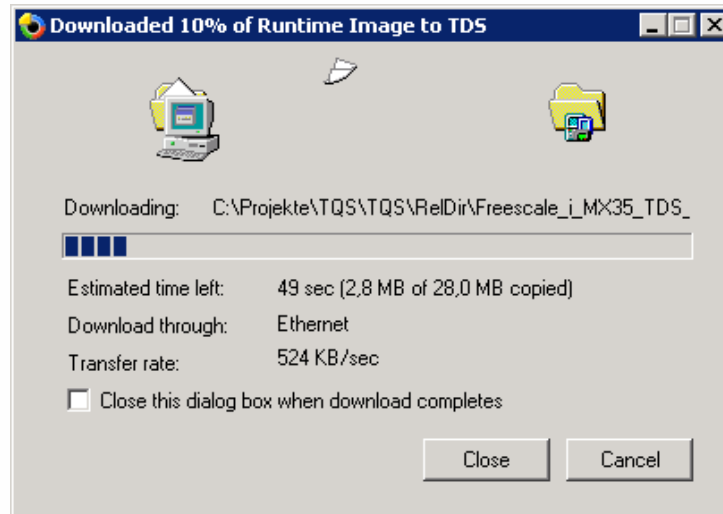 Downloaded 10% of Runtime Image to TDS
Downloading: C:\Projekte\TQS\TQS\RelDir\Freescale_i_MX35_TDS_
Estimated time left: 49 sec (2,8 MB of 28,0 MB copied)
Download through: Ethernet
Transfer rate: 524 KB/sec
Close this dialog box when download completes
Close Cancel